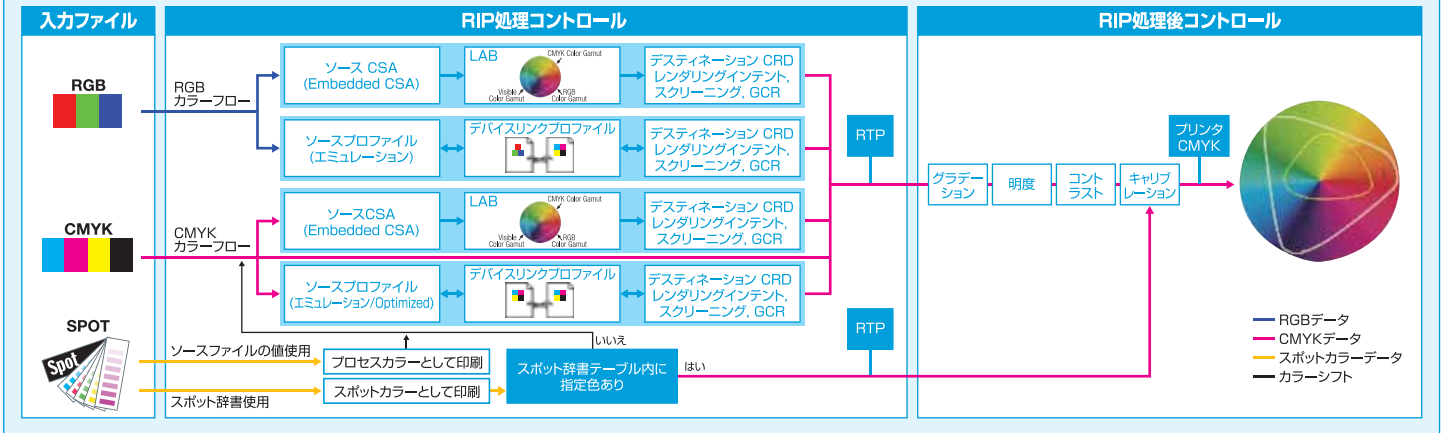 入力ファイル
RIP処理コントロール
RIP処理後コントロール
RGB
RGB
カラーフロー
ソース CSA
(Embedded CSA)
LAB
CMYK Color Gamut
Visible
Color Gamut
RGB
Color Gamut
デスティネーション CRD
レンダリングインテント,
スクリーニング, GCR
ソースプロファイル
(エミュレーション)
デバイスリンクプロファイル
デスティネーション CRD
レンダリングインテント,
スクリーニング, GCR
CMYK
CMYK
カラーフロー
ソースCSA
(Embedded CSA)
LAB
CMYK Color Gamut
Visible
Color Gamut
RGB
Color Gamut
デスティネーション CRD
レンダリングインテント,
スクリーニング, GCR
ソースプロファイル
(エミュレーション/Optimized)
デバイスリンクプロファイル
デスティネーション CRD
レンダリングインテント,
スクリーニング, GCR
SPOT
Spot
ソースファイルの値使用
プロセスカラーとして印刷
いいえ
スポット辞書使用
スポットカラーとして印刷
スポット辞書テーブル内に
指定色あり
はい
RTP
RTP
グラデー
ション
明度
コント
ラスト
キャリブ
レーション
プリンタ
CMYK
RGBデータ
CMYKデータ
スポットカラーデータ
カラーシフト